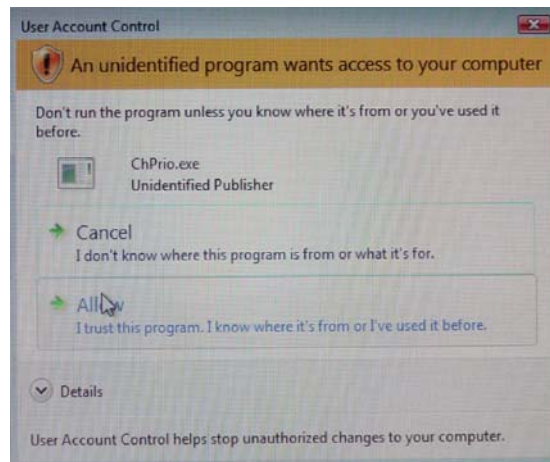 User Account Control
An unidentified program wants access to your computer
Don't run the program unless you know where it's from or you've used it
before.
ChPrio.exe
Unidentified Publisher
Cancel
I don't know where this program is from or what it's for.
Allow
I trust this program. I know where it's from or I've used it before.
Details
User Account Control helps stop unauthorized changes to your computer.